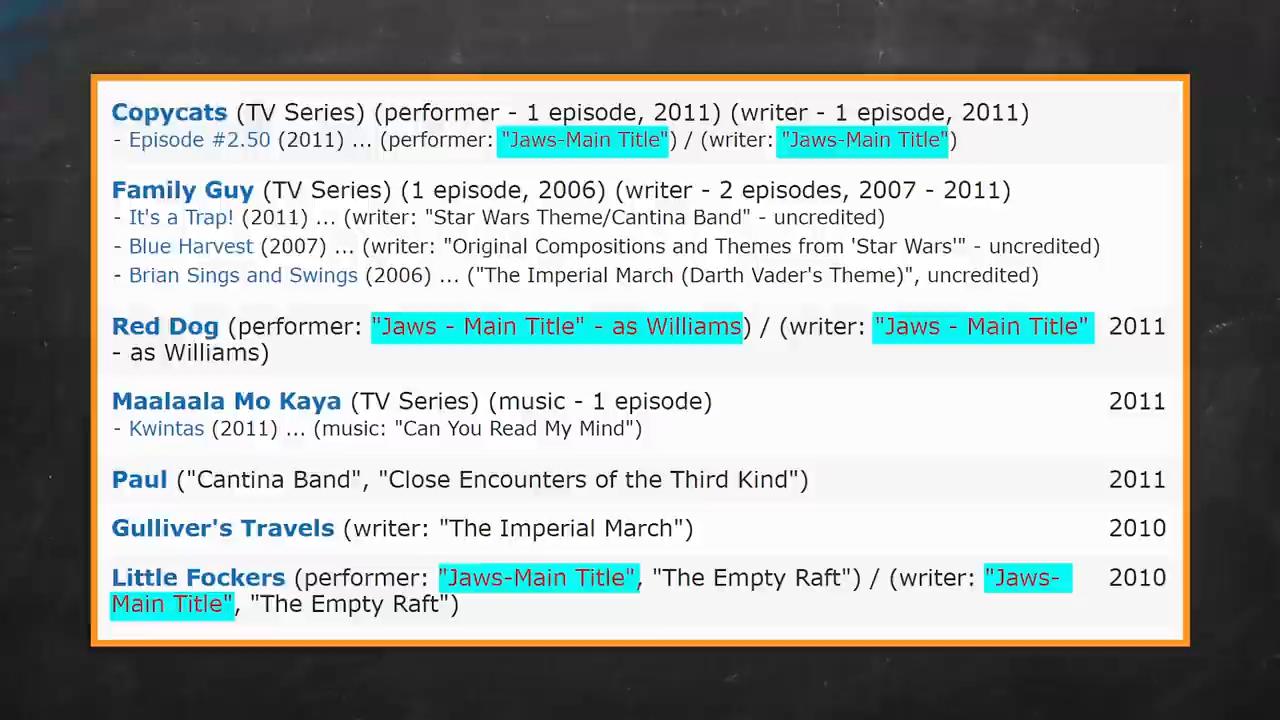 Copycats (TV Series) (performer - 1 episode, 2011) (writer - 1 episode, 2011)
- Episode #2.50 (2011) ... (performer: "Jaws-Main Title") / (writer: "Jaws-Main Title")
Family Guy (TV Series) (1 episode, 2006) (writer - 2 episodes, 2007 - 2011)
- It's a Trap! (2011) ... (writer: "Star Wars Theme/Cantina Band" - uncredited)
- Blue Harvest (2007) ... (writer: "Original Compositions and Themes from 'Star Wars'" - uncredited)
- Brian Sings and Swings (2006) ... ("The Imperial March (Darth Vader's Theme)", uncredited)
Red Dog (performer: "Jaws - Main Title" - as Williams) / (writer: "Jaws - Main Title" 2011
- as Williams)
Maalaala Mo Kaya (TV Series) (music - 1 episode) 2011
- Kwintas (2011) ... (music: "Can You Read My Mind")
Paul ("Cantina Band", "Close Encounters of the Third Kind") 2011
Gulliver's Travels (writer: "The Imperial March") 2010
Little Fockers (performer: "Jaws-Main Title", "The Empty Raft") / (writer: "Jaws- 2010
Main Title", "The Empty Raft")